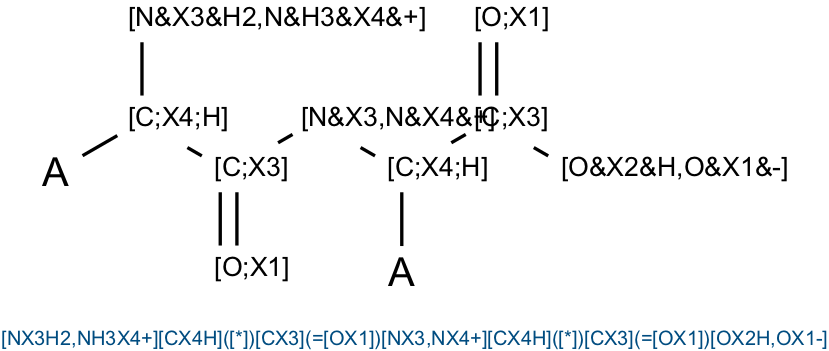 [N&X3&H2,N&H3&X4&+] [O;X1]
[C;X4;H] [N&X3,N&X4&+] [C;X3]
A [C;X3] [C;X4;H] [O&X2&H,O&X1&-]
[O;X1] A
[NX3H2,NH3X4+][CX4H]([*])[CX3](=[OX1])[NX3,NX4+][CX4H]([*])[CX3](=[OX1])[OX2H,OX1-]